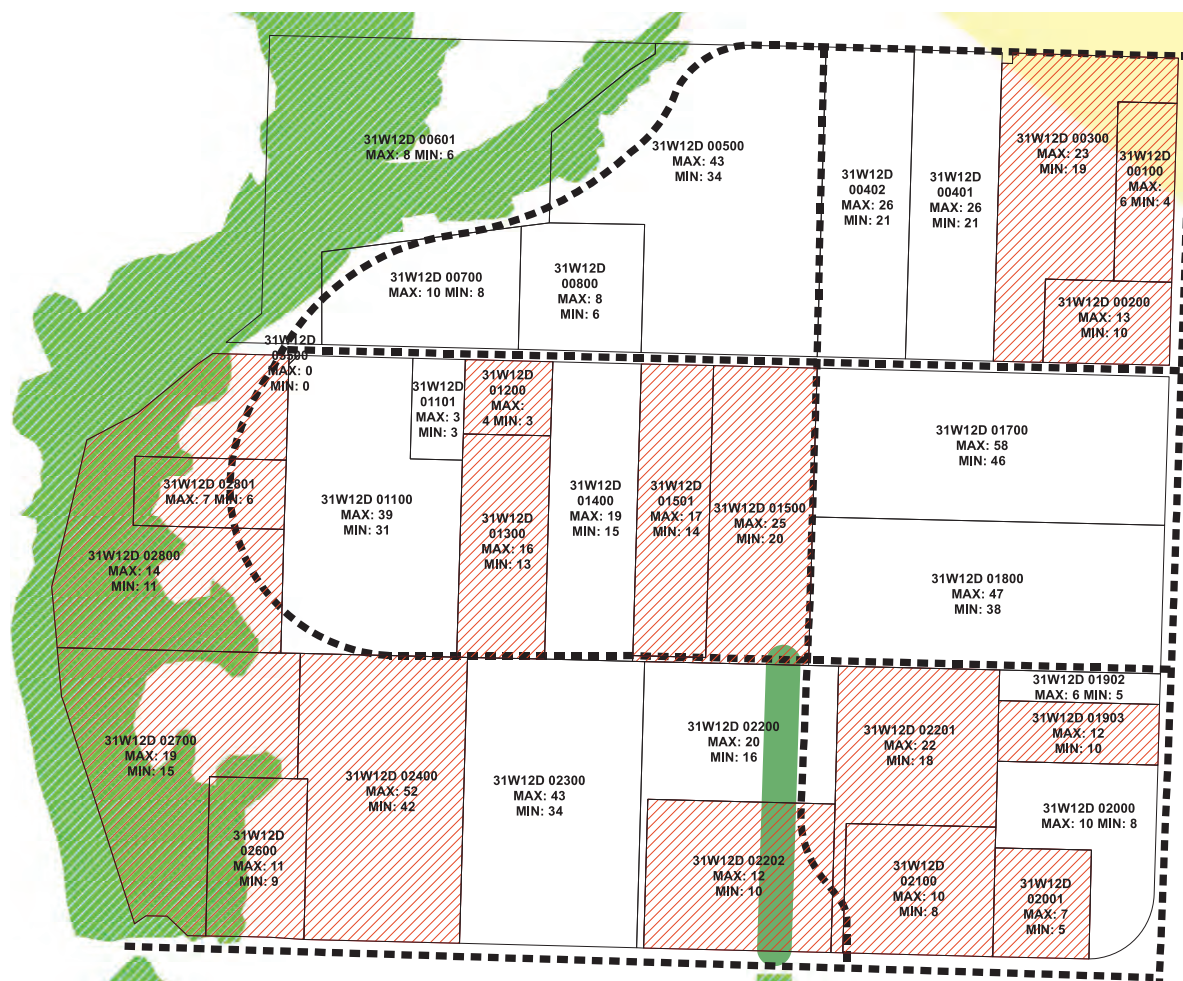 31W12D 00601
MAX: 8 MIN: 6
31W12D 00500
MAX: 43
MIN: 34
31W12D
00402
MAX: 26
MIN: 21
31W12D
00401
MAX: 26
MIN: 21
31W12D 00300
MAX: 23
MIN: 19
31W12D
00100
MAX:
6 MIN: 4
31W12D 00700
MAX: 10 MIN: 8
31W12D
00800
MAX: 8
MIN: 6
31W12D 00200
MAX: 13
MIN: 10
31W12D
MAX: 0
MIN: 0
31W12D
01101
MAX: 3
MIN: 3
31W12D
01200
MAX:
4 MIN: 3
31W12D 01700
MAX: 58
MIN: 46
31W12D 02801
MAX: 7 MIN: 6
31W12D 01100
MAX: 39
MIN: 31
31W12D
01300
MAX: 16
MIN: 13
31W12D
01400
MAX: 19
MIN: 15
31W12D
01501
MAX: 17
MIN: 14
31W12D 01500
MAX: 25
MIN: 20
31W12D 02800
MAX: 14
MIN: 11
31W12D 01800
MAX: 47
MIN: 38
31W12D 01902
MAX: 6 MIN: 5
31W12D 01903
MAX: 12
MIN: 10
31W12D 02700
MAX: 19
MIN: 15
31W12D 02400
MAX: 52
MIN: 42
31W12D 02300
MAX: 43
MIN: 34
31W12D 02200
MAX: 20
MIN: 16
31W12D 02201
MAX: 22
MIN: 18
31W12D 02000
MAX: 10 MIN: 8
31W12D
02600
MAX: 11
MIN: 9
31W12D 02202
MAX: 12
MIN: 10
31W12D
02100
MAX: 10
MIN: 8
31W12D
02001
MAX: 7
MIN: 5